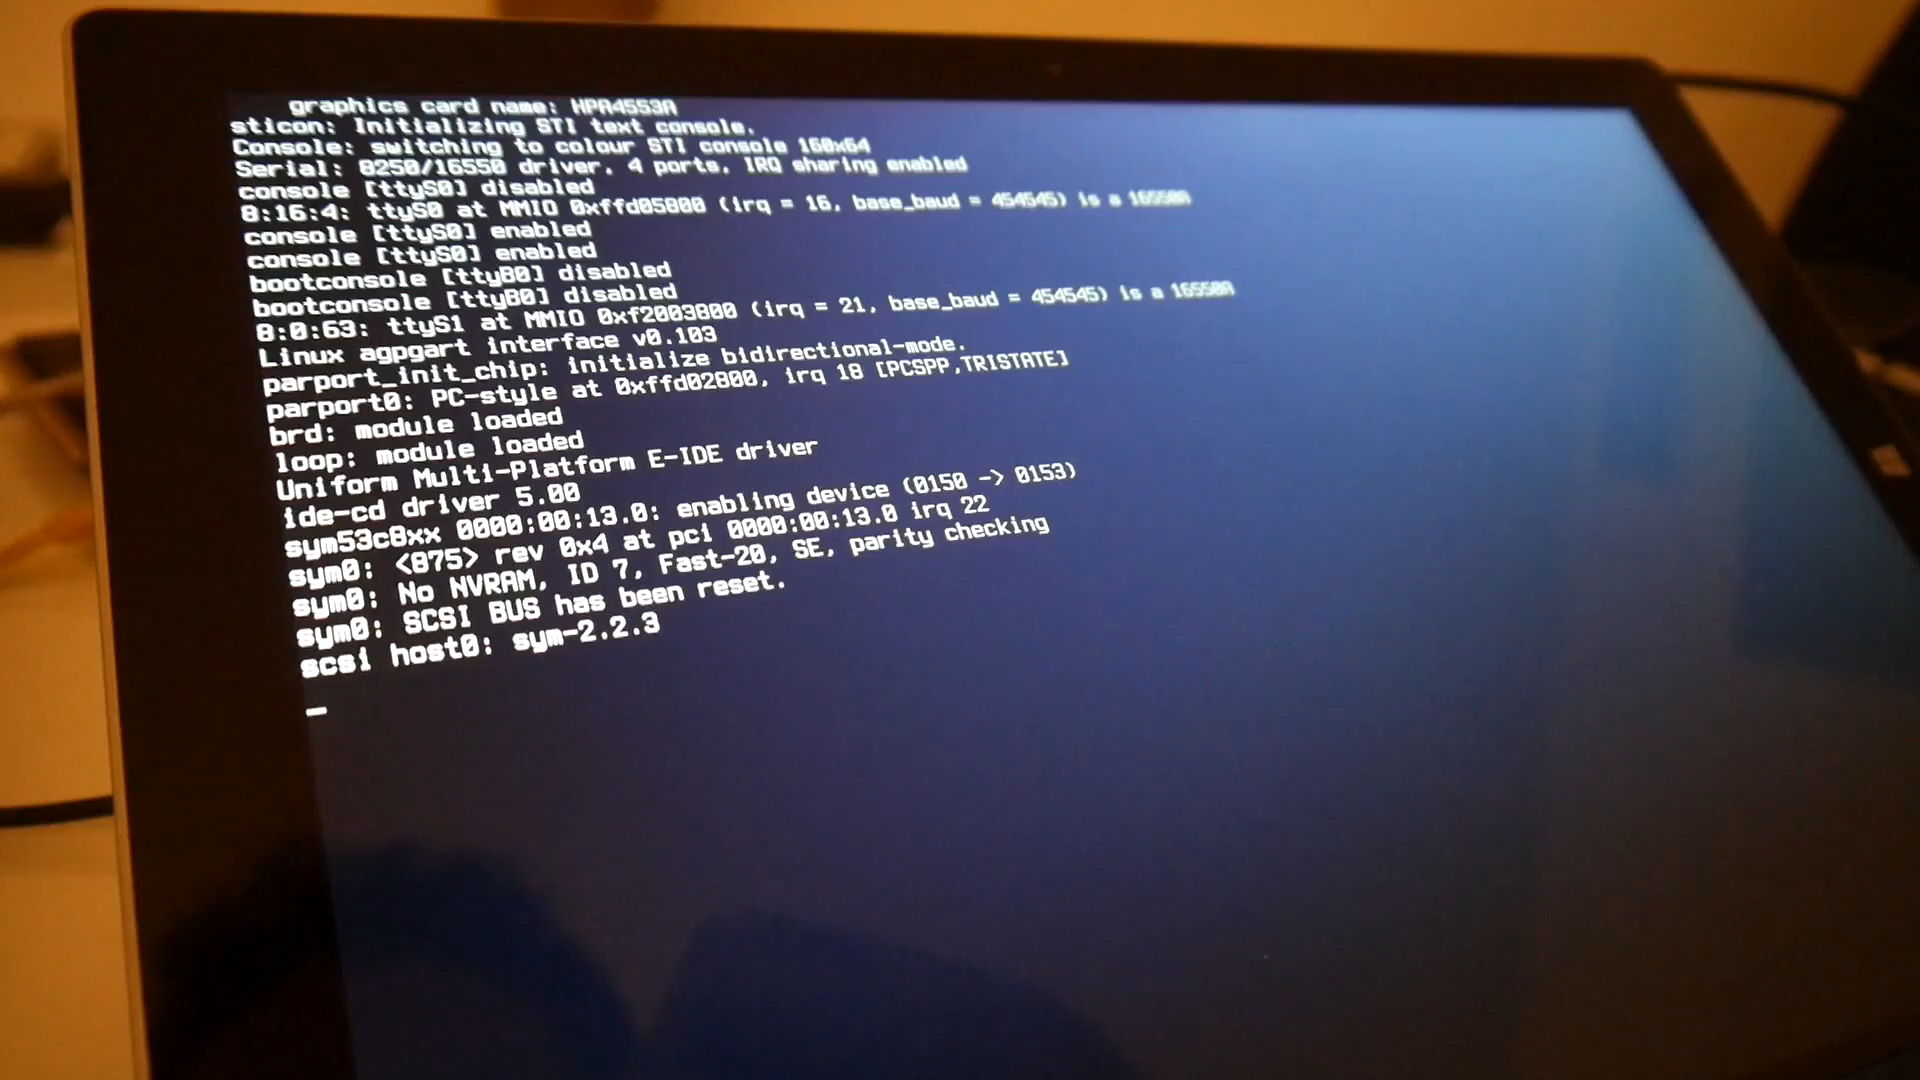 graphics card name: HPA4553A
sticon: Initializing STI text console.
Console: switching to colour STI console 160x64
Serial: 8250/16550 driver, 4 ports, IRQ sharing enabled
console [ttyS0] disabled
8:16:4: ttyS0 at MMIO 0xffd05800 (irq = 16, base_baud = 454545) is a 16550A
console [ttyS0] enabled
console [ttyS0] enabled
bootconsole [ttyB0] disabled
bootconsole [ttyB0] disabled
8:0:63: ttyS1 at MMIO 0xf2003800 (irq = 21, base_baud = 454545) is a 16550A
Linux agpgart interface v0.103
parport_init_chip: initialize bidirectional-mode.
parport0: PC-style at 0xffd02800, irq 18 [PCSPP,TRISTATE]
brd: module loaded
loop: module loaded
Uniform Multi-Platform E-IDE driver
ide-cd driver 5.00
sym53c8xx 0000:00:13.0: enabling device (0150 -> 0153)
sym0: <875> rev 0x4 at pci 0000:00:13.0 irq 22
sym0: No NVRAM, ID 7, Fast-20, SE, parity checking
sym0: SCSI BUS has been reset.
scsi host0: sym-2.2.3